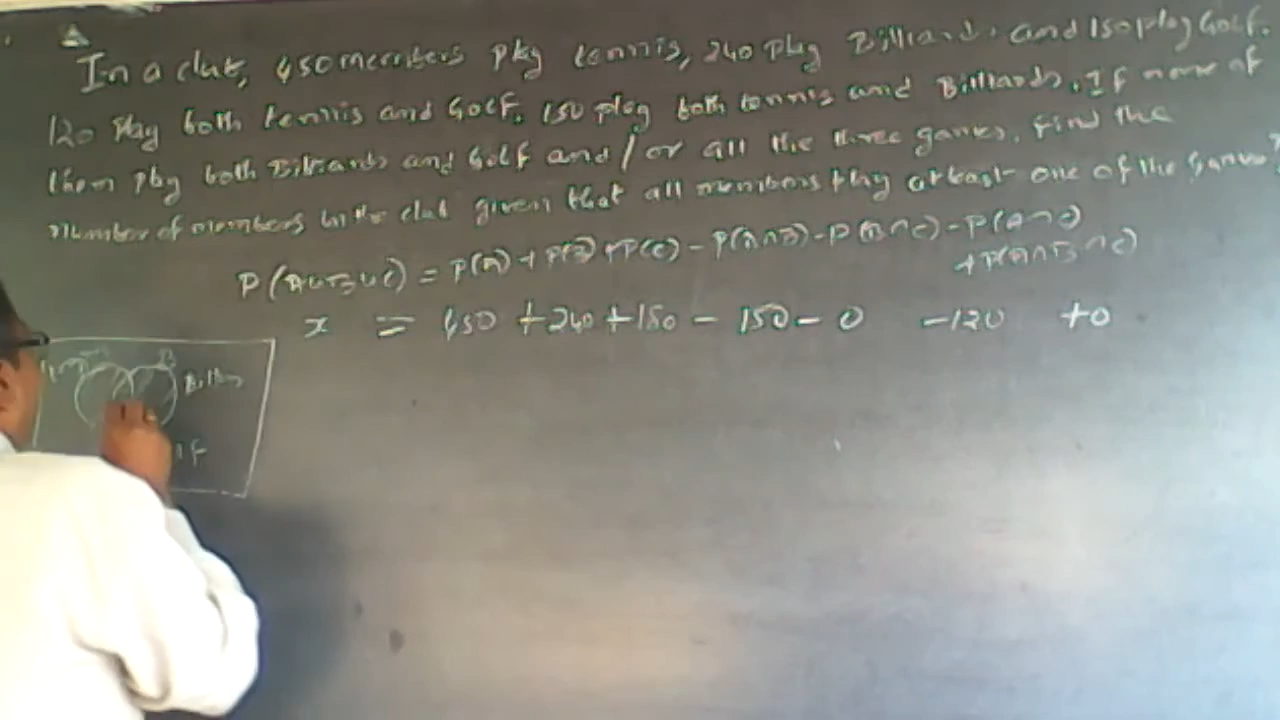 In a club, 450 members play tennis, 240 play Billiards and 150 play Golf.
120 play both tennis and Golf. 150 play both tennis and Billiards. If none of
them play both Billiards and Golf and/or all the three games, Find the
Number of members in the club given that all members play atleast one of the games?
P(A∪B∪C) = P(A) + P(B) + P(C) - P(A∩B) - P(B∩C) - P(A∩C)
+ P(A∩B∩C)
x = 450 + 240 + 150 - 150 - 0 - 120 + 0